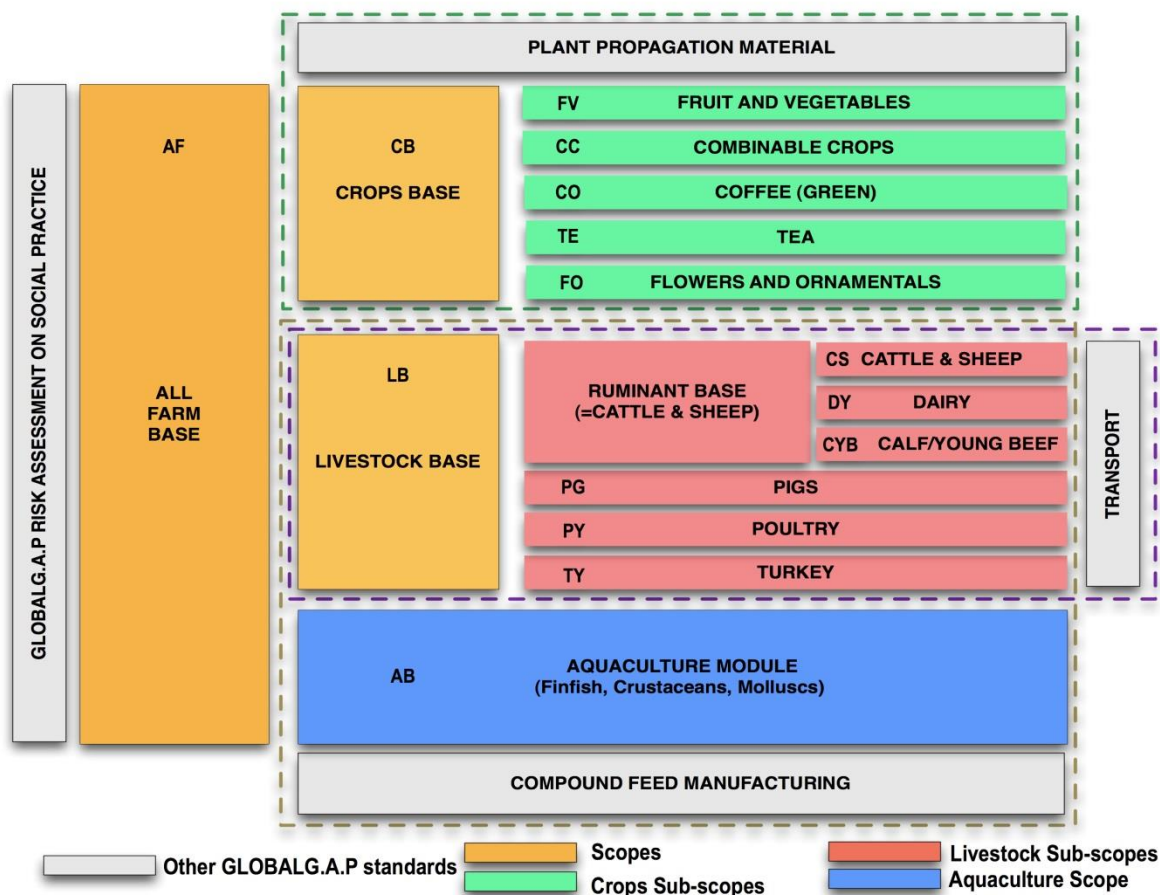 PLANT PROPAGATION MATERIAL
GLOBALG.A.P RISK ASSESSMENT ON SOCIAL PRACTICE
AF
ALL
FARM
BASE
CB
CROPS BASE
FV FRUIT AND VEGETABLES
CC COMBINABLE CROPS
CO COFFEE (GREEN)
TE TEA
FO FLOWERS AND ORNAMENTALS
LB
LIVESTOCK BASE
RUMINANT BASE
(=CATTLE & SHEEP)
CS CATTLE & SHEEP
DY DAIRY
CYB CALF/YOUNG BEEF
PG PIGS
PY POULTRY
TY TURKEY
TRANSPORT
AB
AQUACULTURE MODULE
(Finfish, Crustaceans, Molluscs)
COMPOUND FEED MANUFACTURING
Other GLOBALG.A.P standards
Scopes
Crops Sub-scopes
Livestock Sub-scopes
Aquaculture Scope